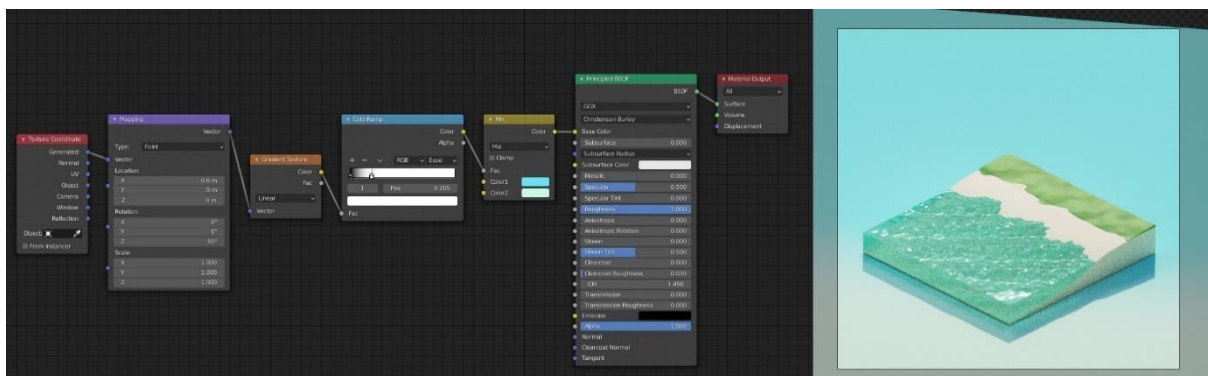 Texture Coordinate
Generated
Normal
UV
Object
Camera
Window
Reflection
Object:
From Instancer
Mapping
Vector
Type: Point
Vector
Location:
X 0.6 m
Y 0 m
Z 0 m
Rotation:
X 0°
Y 0°
Z 90°
Scale:
X 1.000
Y 1.000
Z 1.000
Gradient Texture
Color
Fac
Linear
Vector
Color Ramp
Color
Alpha
RGB Ease
1 Pos 0.205
Fac
Mix
Color
Mix
Clamp
Fac
Color1
Color2
Principled BSDF
BSDF
GGX
Christensen-Burley
Base Color
Subsurface 0.000
Subsurface Radius
Subsurface Color
Metallic 0.000
Specular 0.500
Specular Tint 0.000
Roughness 1.000
Anisotropic 0.000
Anisotropic Rotation 0.000
Sheen 0.000
Sheen Tint 0.500
Clearcoat 0.000
Clearcoat Roughness 0.030
IOR 1.450
Transmission 0.000
Transmission Roughness 0.000
Emission
Alpha 1.000
Normal
Clearcoat Normal
Tangent
Material Output
All
Surface
Volume
Displacement